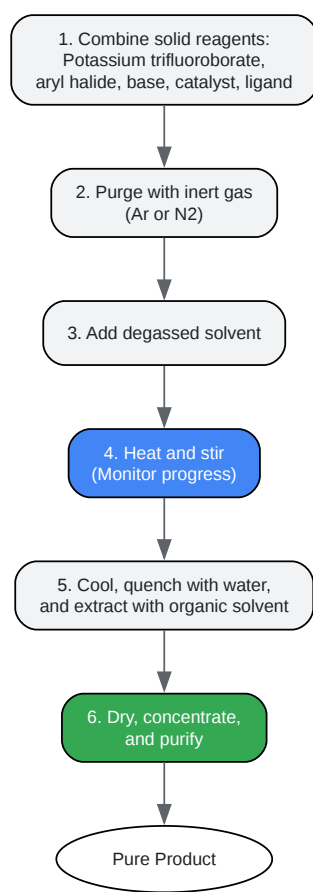 1. Combine solid reagents:
Potassium trifluoroborate,
aryl halide, base, catalyst, ligand
2. Purge with inert gas
(Ar or N2)
3. Add degassed solvent
4. Heat and stir
(Monitor progress)
5. Cool, quench with water,
and extract with organic solvent
6. Dry, concentrate,
and purify
Pure Product